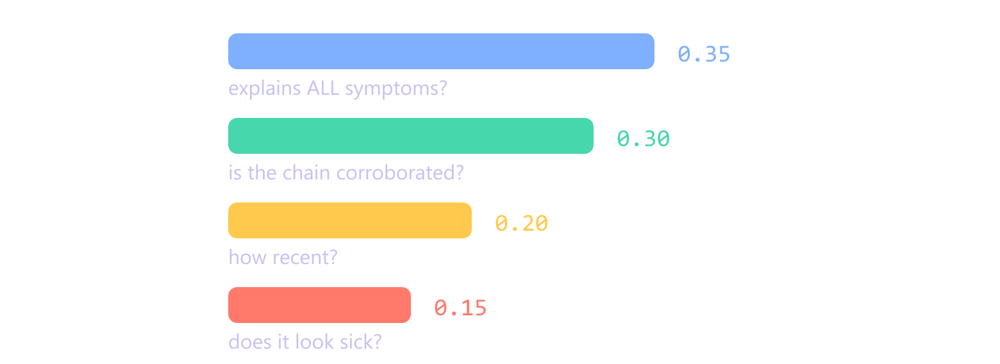 0.35
explains ALL symptoms?
0.30
is the chain corroborated?
0.20
how recent?
0.15
does it look sick?